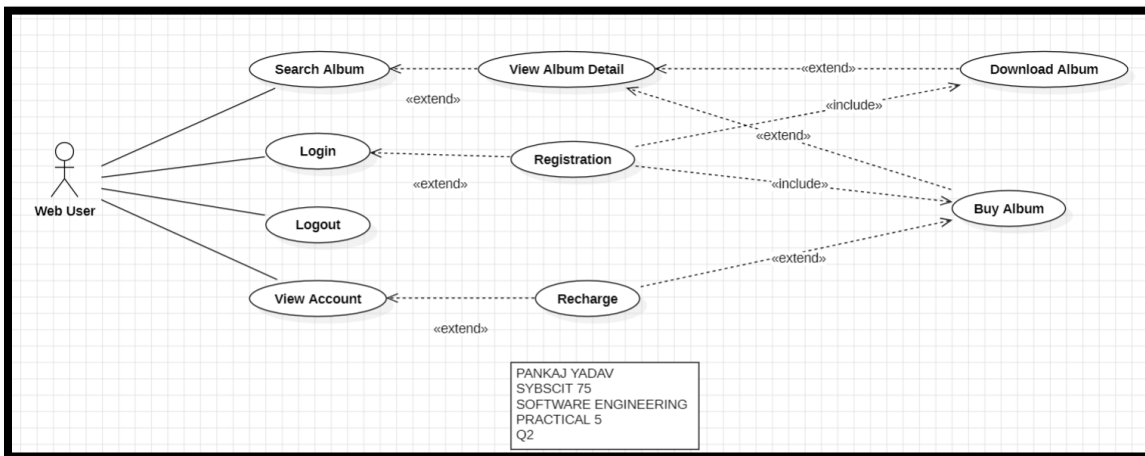 Search Album
View Album Detail
«extend»
Download Album
«extend»
«include»
«extend»
Login
Registration
«extend»
«include»
Web User
Logout
Buy Album
«extend»
View Account
Recharge
«extend»
PANKAJ YADAV
SYBSCIT 75
SOFTWARE ENGINEERING
PRACTICAL 5
Q2